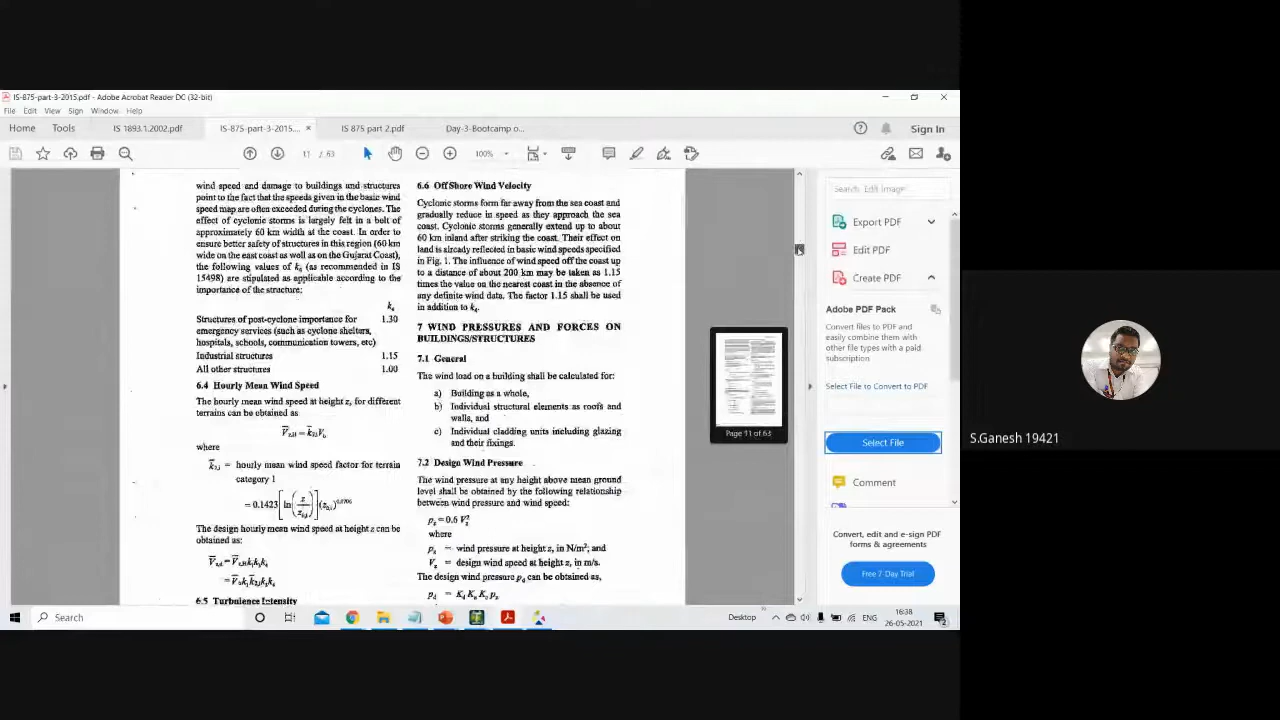 IS-875-part-3-2015.pdf - Adobe Acrobat Reader DC (32-bit)
File Edit View Sign Window Help
Home Tools IS 1893.1.2002.pdf IS-875-part-3-2015.... × IS 875 part 2.pdf Day-3-Bootcamp o... Sign In
11 / 63 100%
wind speed and damage to buildings and structures
point to the fact that the speeds given in the basic wind
speed map are often exceeded during the cyclones. The
effect of cyclonic storms is largely felt in a belt of
approximately 60 km width at the coast. In order to
ensure better safety of structures in this region (60 km
wide on the east coast as well as on the Gujarat Coast),
the following values of k4 (as recommended in IS
15498) are stipulated as applicable according to the
importance of the structure:
k4
Structures of post-cyclone importance for 1.30
emergency services (such as cyclone shelters,
hospitals, schools, communication towers, etc)
Industrial structures 1.15
All other structures 1.00
6.4 Hourly Mean Wind Speed
The hourly mean wind speed at height z, for different
terrains can be obtained as
where
= hourly mean wind speed factor for terrain
category 1
The design hourly mean wind speed at height z can be
obtained as:
6.5 Turbulence Intensity
6.6 Off Shore Wind Velocity
Cyclonic storms form far away from the sea coast and
gradually reduce in speed as they approach the sea
coast. Cyclonic storms generally extend up to about
60 km inland after striking the coast. Their effect on
land is already reflected in basic wind speeds specified
in Fig. 1. The influence of wind speed off the coast up
to a distance of about 200 km may be taken as 1.15
times the value on the nearest coast in the absence of
any definite wind data. The factor 1.15 shall be used
in addition to k4.
7 WIND PRESSURES AND FORCES ON
BUILDINGS/STRUCTURES
7.1 General
The wind load on a building shall be calculated for:
a) Building as a whole,
b) Individual structural elements as roofs and
walls, and
c) Individual cladding units including glazing
and their fixings.
7.2 Design Wind Pressure
The wind pressure at any height above mean ground
level shall be obtained by the following relationship
between wind pressure and wind speed:
pz = 0.6 Vz²
where
pz = wind pressure at height z, in N/m²; and
Vz = design wind speed at height z, in m/s.
The design wind pressure pd can be obtained as,
pd = Kd Ka Kc pz
Page 11 of 63
Search 'Edit Image'
Export PDF
Edit PDF
Create PDF
Adobe PDF Pack
Convert files to PDF and
easily combine them with
other file types with a paid
subscription
Select File to Convert to PDF
Select File
Comment
Convert, edit and e-sign PDF
forms & agreements
Free 7 Day Trial
Search
Desktop
ENG
16:38
26-05-2021
2
S.Ganesh 19421